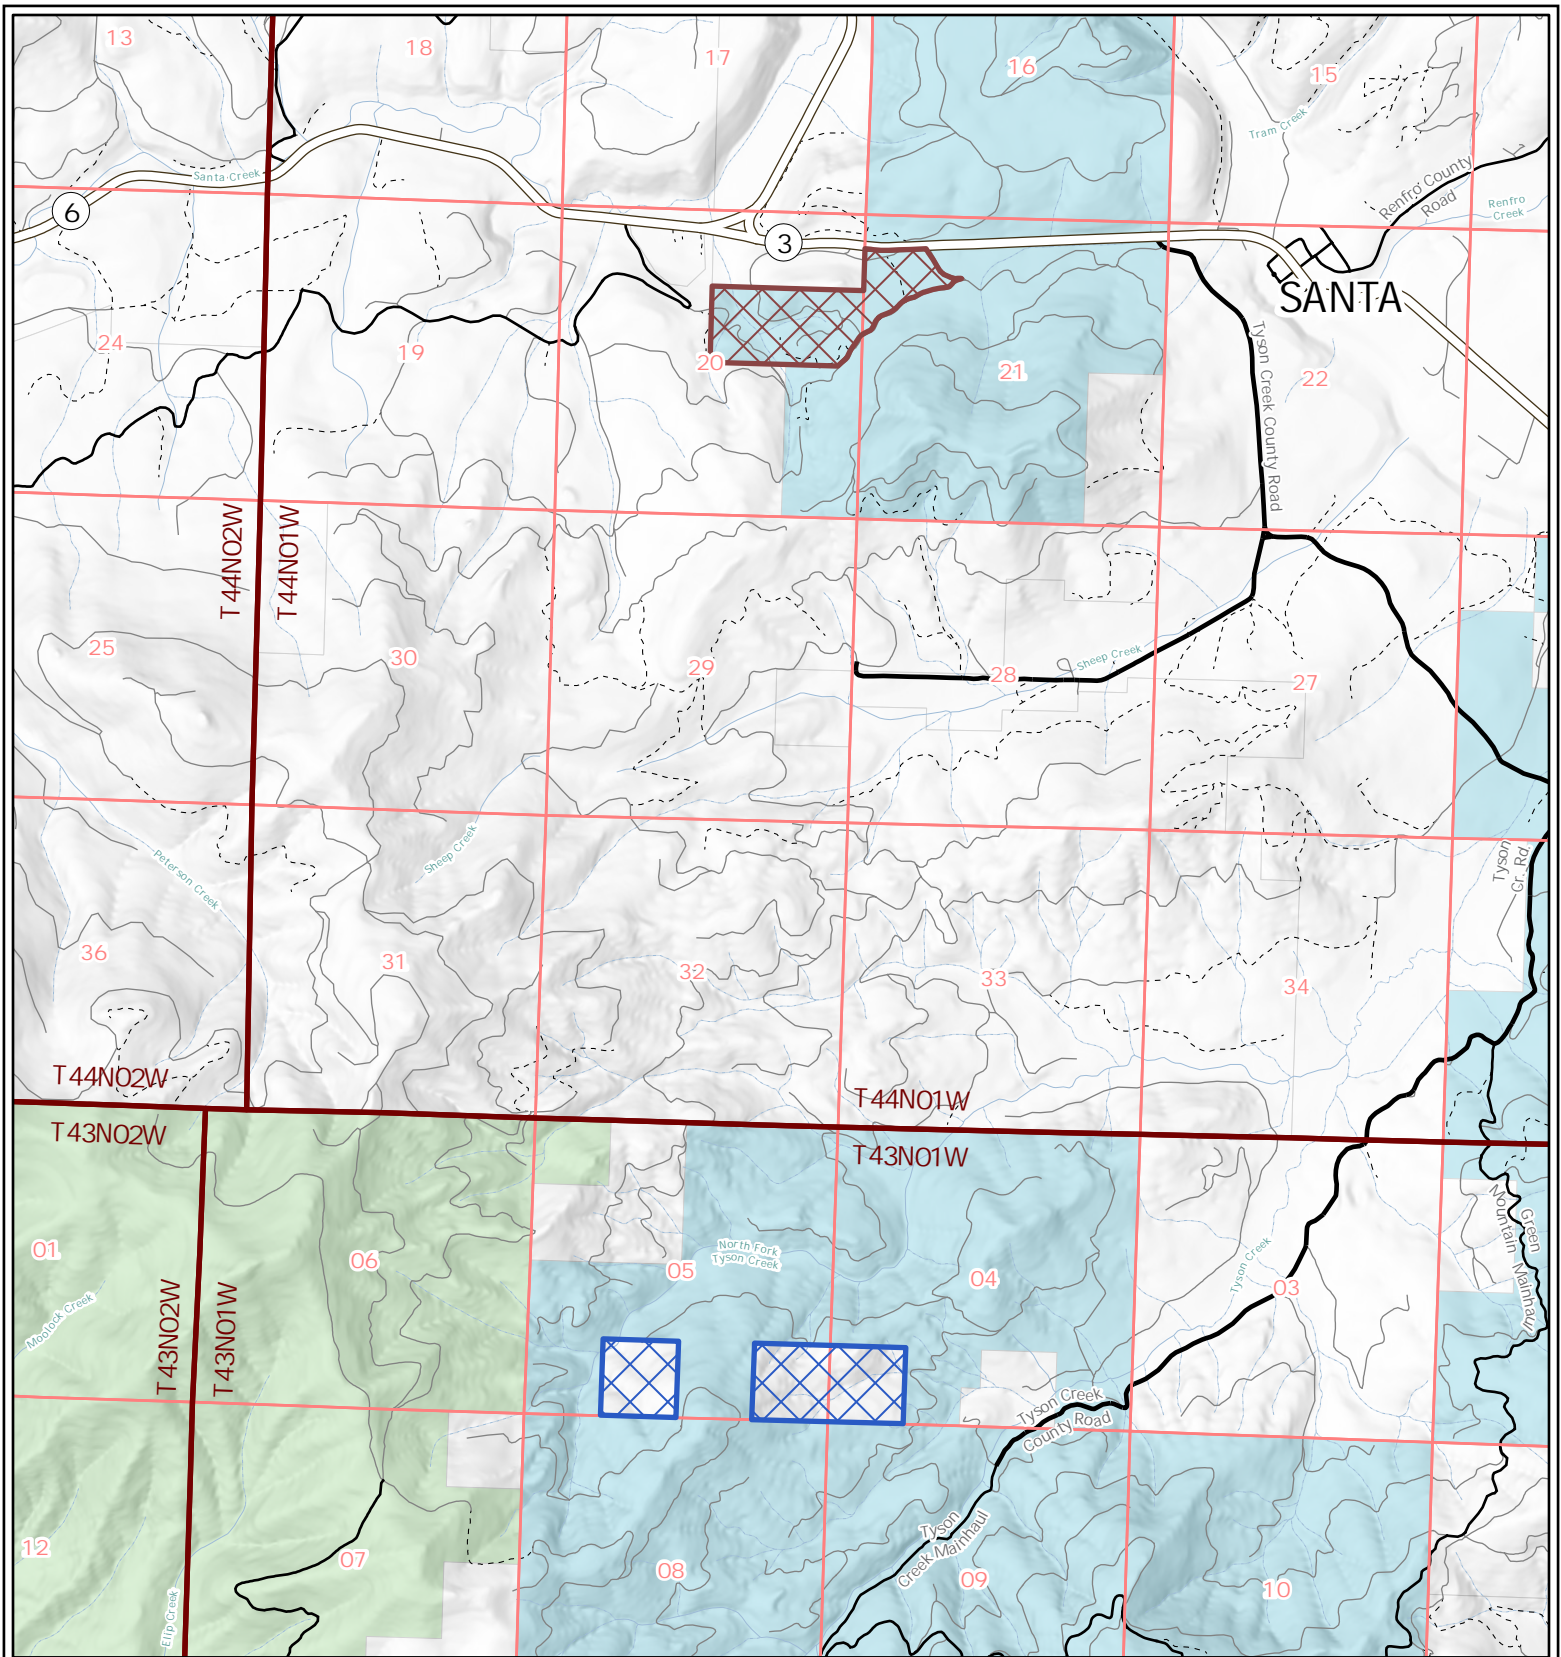 13
18
17
16
15
Tram Creek
Santa Creek
Renfro County
Road
Renfro
Creek
6
3
SANTA
24
19
20
21
22
Tyson Creek County Road
T44N02W
T44N01W
25
30
29
28
Sheep Creek
27
Peterson Creek
Sheep Creek
Tyson
Cr. Rd.
36
31
32
33
34
T44N02W
T44N01W
T43N02W
T43N01W
Green
Mountain Mainhaul
01
06
05
North Fork
Tyson Creek
04
Tyson Creek
03
Moolock Creek
T43N02W
T43N01W
Tyson Creek
County Road
Tyson
Creek Mainhaul
12
07
08
09
10
Elip Creek